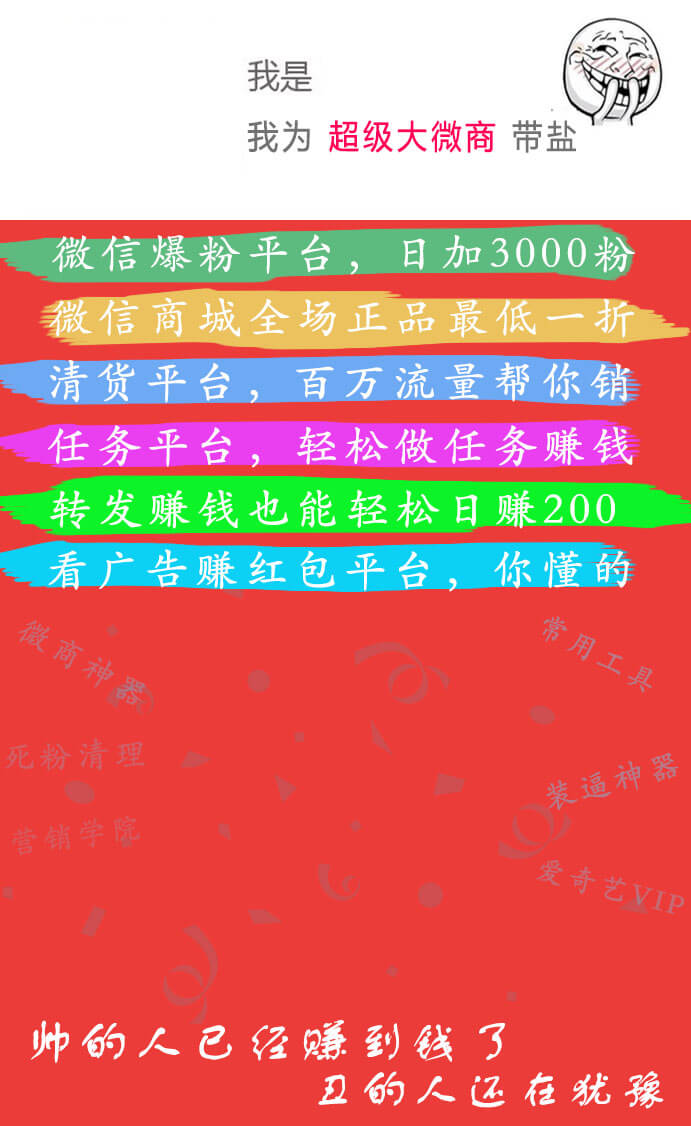 我是
我为 超级大微商 带盐
微信爆粉平台，日加3000粉
微信商城全场正品最低一折
清货平台，百万流量帮你销
任务平台，轻松做任务赚钱
转发赚钱也能轻松日赚200
看广告赚红包平台，你懂的
微商神器
常用工具
死粉清理
装逼神器
营销学院
爱奇艺VIP
帅的人已经赚到钱了
丑的人还在犹豫